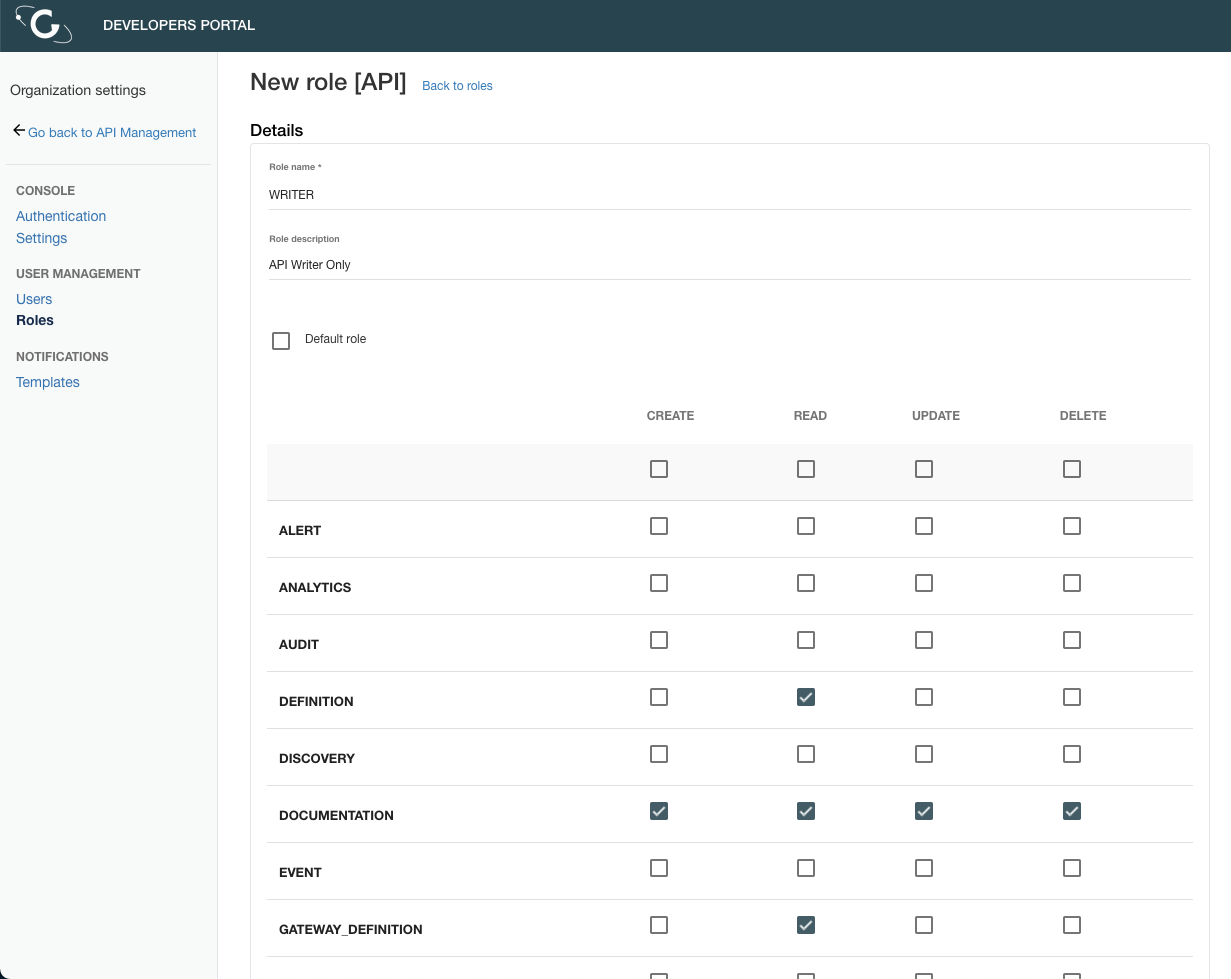 DEVELOPERS PORTAL
Organization settings
Go back to API Management
CONSOLE
Authentication
Settings
USER MANAGEMENT
Users
Roles
NOTIFICATIONS
Templates
New role [API] Back to roles
Details
Role name *
WRITER
Role description
API Writer Only
Default role
CREATE READ UPDATE DELETE
ALERT
ANALYTICS
AUDIT
DEFINITION
DISCOVERY
DOCUMENTATION
EVENT
GATEWAY_DEFINITION